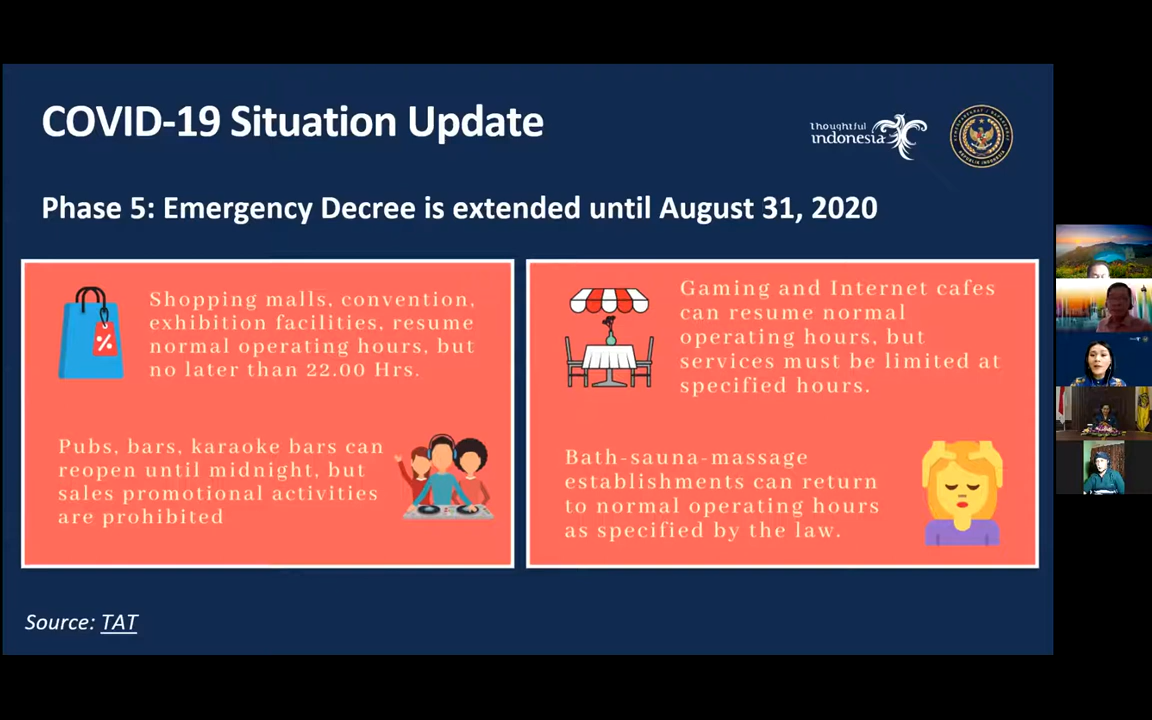 COVID-19 Situation Update
Thoughtful
indonesia
Phase 5: Emergency Decree is extended until August 31, 2020
Shopping malls, convention,
exhibition facilities, resume
normal operating hours, but
no later than 22.00 Hrs.
%
Pubs, bars, karaoke bars can
reopen until midnight, but
sales promotional activities
are prohibited
Gaming and Internet cafes
can resume normal
operating hours, but
services must be limited at
specified hours.
Bath-sauna-massage
establishments can return
to normal operating hours
as specified by the law.
Source: TAT